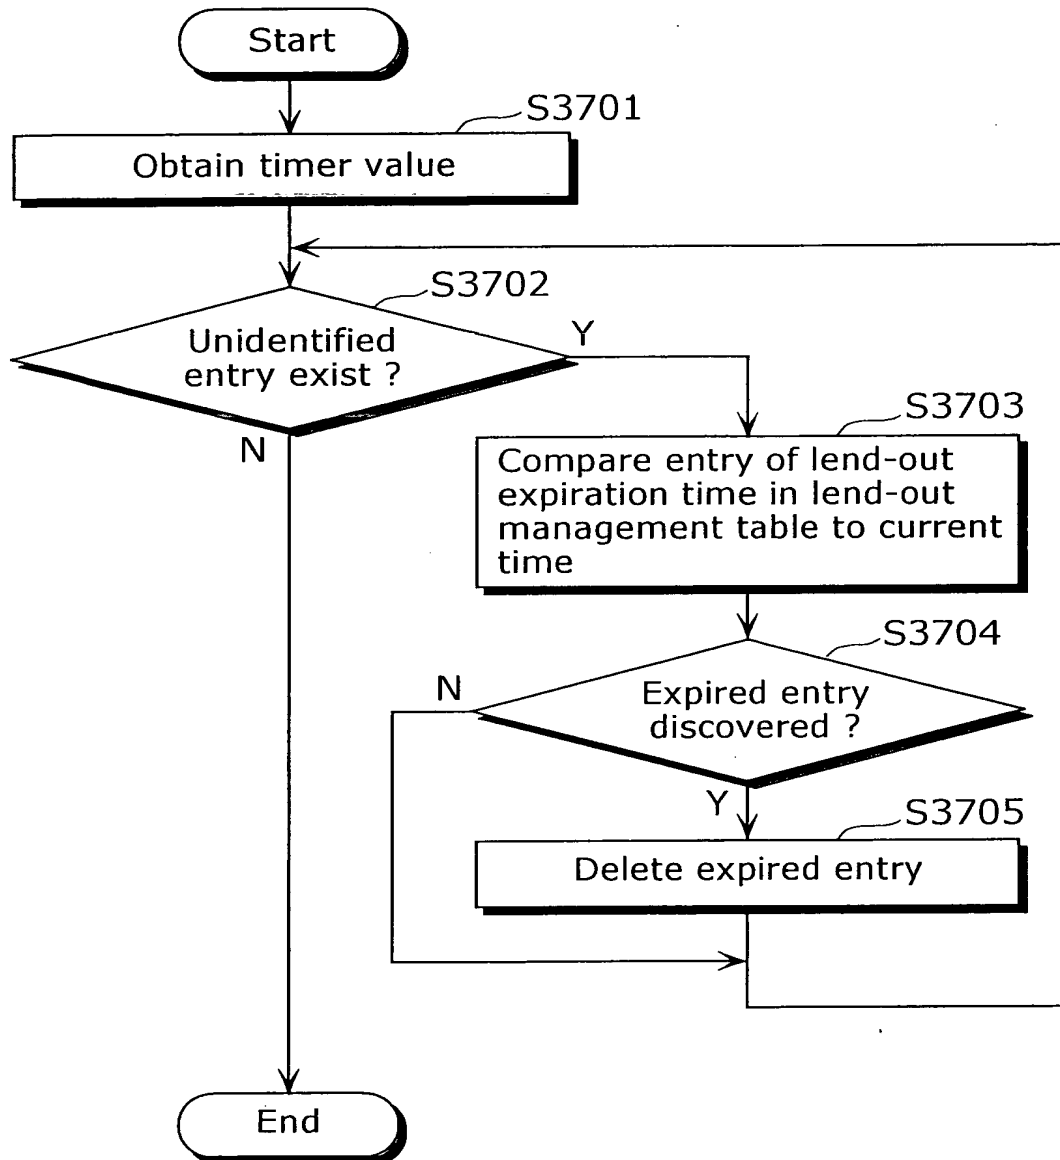 Start
S3701
Obtain timer value
S3702
Unidentified
entry exist ?
Y
N
S3703
Compare entry of lend-out
expiration time in lend-out
management table to current
time
S3704
N
Expired entry
discovered ?
Y
S3705
Delete expired entry
End